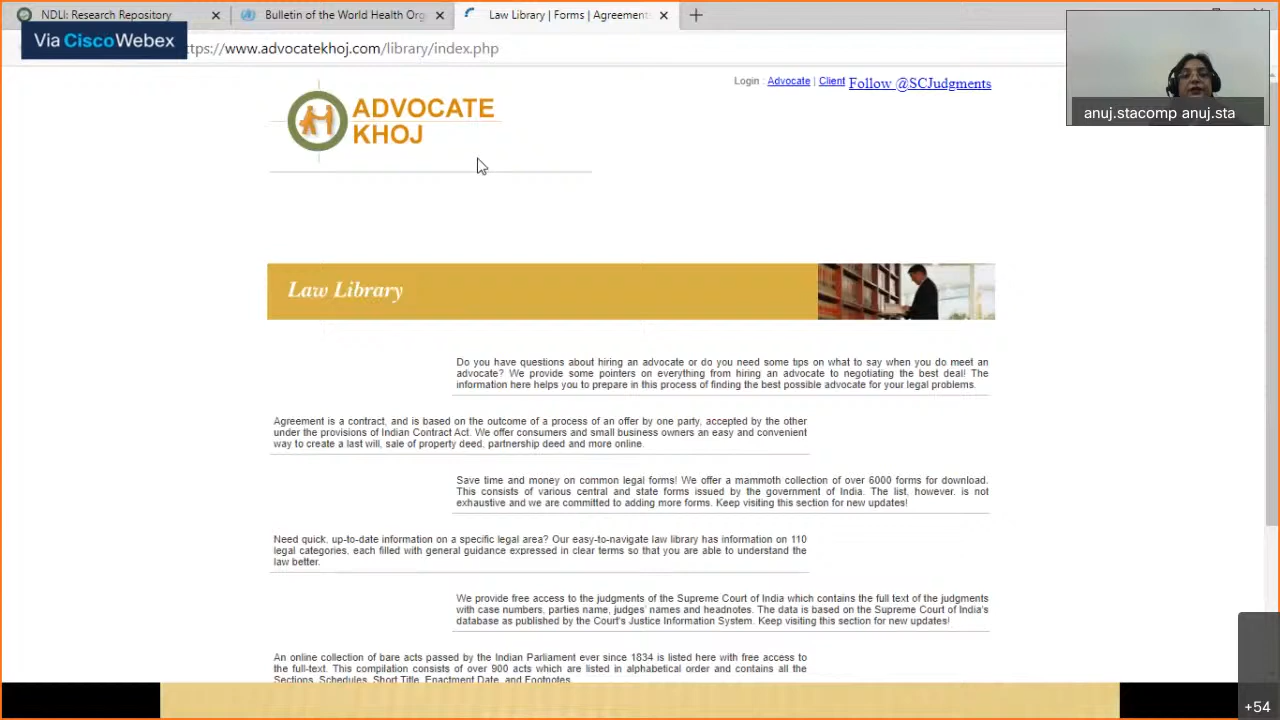 NDLI: Research Repository
Bulletin of the World Health Org
Law Library | Forms | Agreement
Via CiscoWebex
ttps://www.advocatekhoj.com/library/index.php
Login : Advocate | Client Follow @SCJudgments
ADVOCATE
KHOJ
anuj.stacomp anuj.sta
Law Library
Do you have questions about hiring an advocate or do you need some tips on what to say when you do meet an
advocate? We provide some pointers on everything from hiring an advocate to negotiating the best deal! The
information here helps you to prepare in this process of finding the best possible advocate for your legal problems.
Agreement is a contract, and is based on the outcome of a process of an offer by one party, accepted by the other
under the provisions of Indian Contract Act. We offer consumers and small business owners an easy and convenient
way to create a last will, sale of property deed, partnership deed and more online.
Save time and money on common legal forms! We offer a mammoth collection of over 6000 forms for download.
This consists of various central and state forms issued by the government of India. The list, however, is not
exhaustive and we are committed to adding more forms. Keep visiting this section for new updates!
Need quick, up-to-date information on a specific legal area? Our easy-to-navigate law library has information on 110
legal categories, each filled with general guidance expressed in clear terms so that you are able to understand the
law better.
We provide free access to the judgments of the Supreme Court of India which contains the full text of the judgments
with case numbers, parties name, judges' names and headnotes. The data is based on the Supreme Court of India's
database as published by the Court's Justice Information System. Keep visiting this section for new updates!
An online collection of bare acts passed by the Indian Parliament ever since 1834 is listed here with free access to
the full-text. This compilation consists of over 900 acts which are listed in alphabetical order and contains all the
Sections, Schedules, Short Title, Enactment Date, and Footnotes.
+54